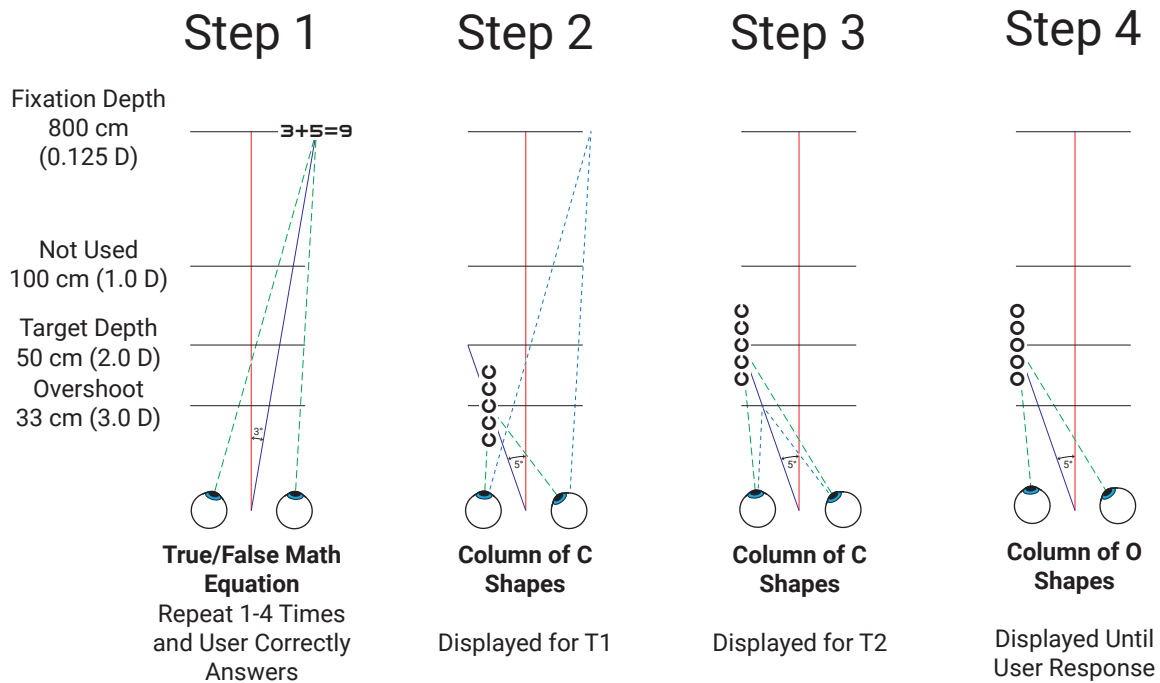 Step 1
Step 2
Step 3
Step 4
Fixation Depth
800 cm
(0.125 D)
3+5=9
Not Used
100 cm (1.0 D)
Target Depth
50 cm (2.0 D)
Overshoot
33 cm (3.0 D)
C
C
C
C
C
C
C
C
C
C
O
O
O
O
O
3°
5°
5°
5°
True/False Math
Equation
Repeat 1-4 Times
and User Correctly
Answers
Column of C
Shapes
Displayed for T1
Column of C
Shapes
Displayed for T2
Column of O
Shapes
Displayed Until
User Response